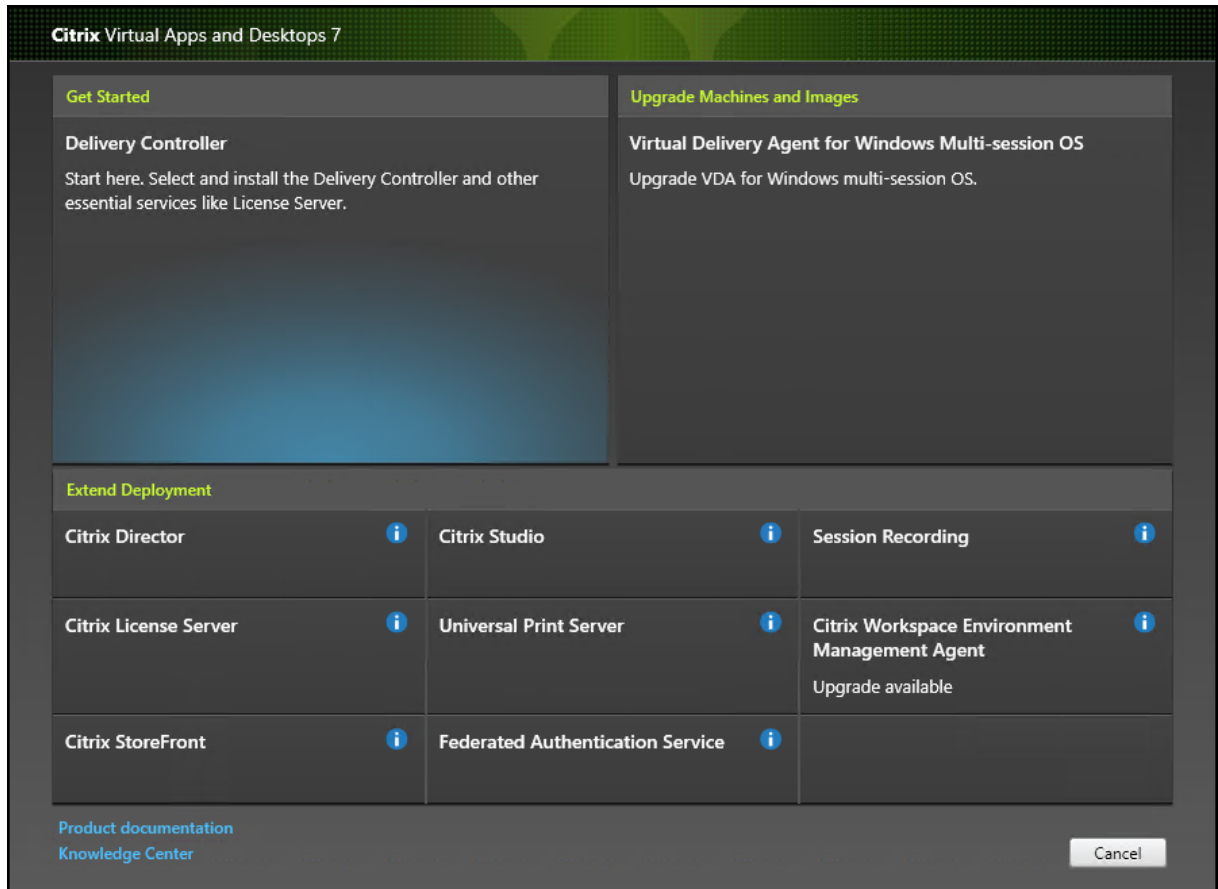 Citrix Virtual Apps and Desktops 7
Get Started
Delivery Controller
Start here. Select and install the Delivery Controller and other
essential services like License Server.
Upgrade Machines and Images
Virtual Delivery Agent for Windows Multi-session OS
Upgrade VDA for Windows multi-session OS.
Extend Deployment
Citrix Director
Citrix Studio
Session Recording
Citrix License Server
Universal Print Server
Citrix Workspace Environment
Management Agent
Upgrade available
Citrix StoreFront
Federated Authentication Service
Product documentation
Knowledge Center
Cancel